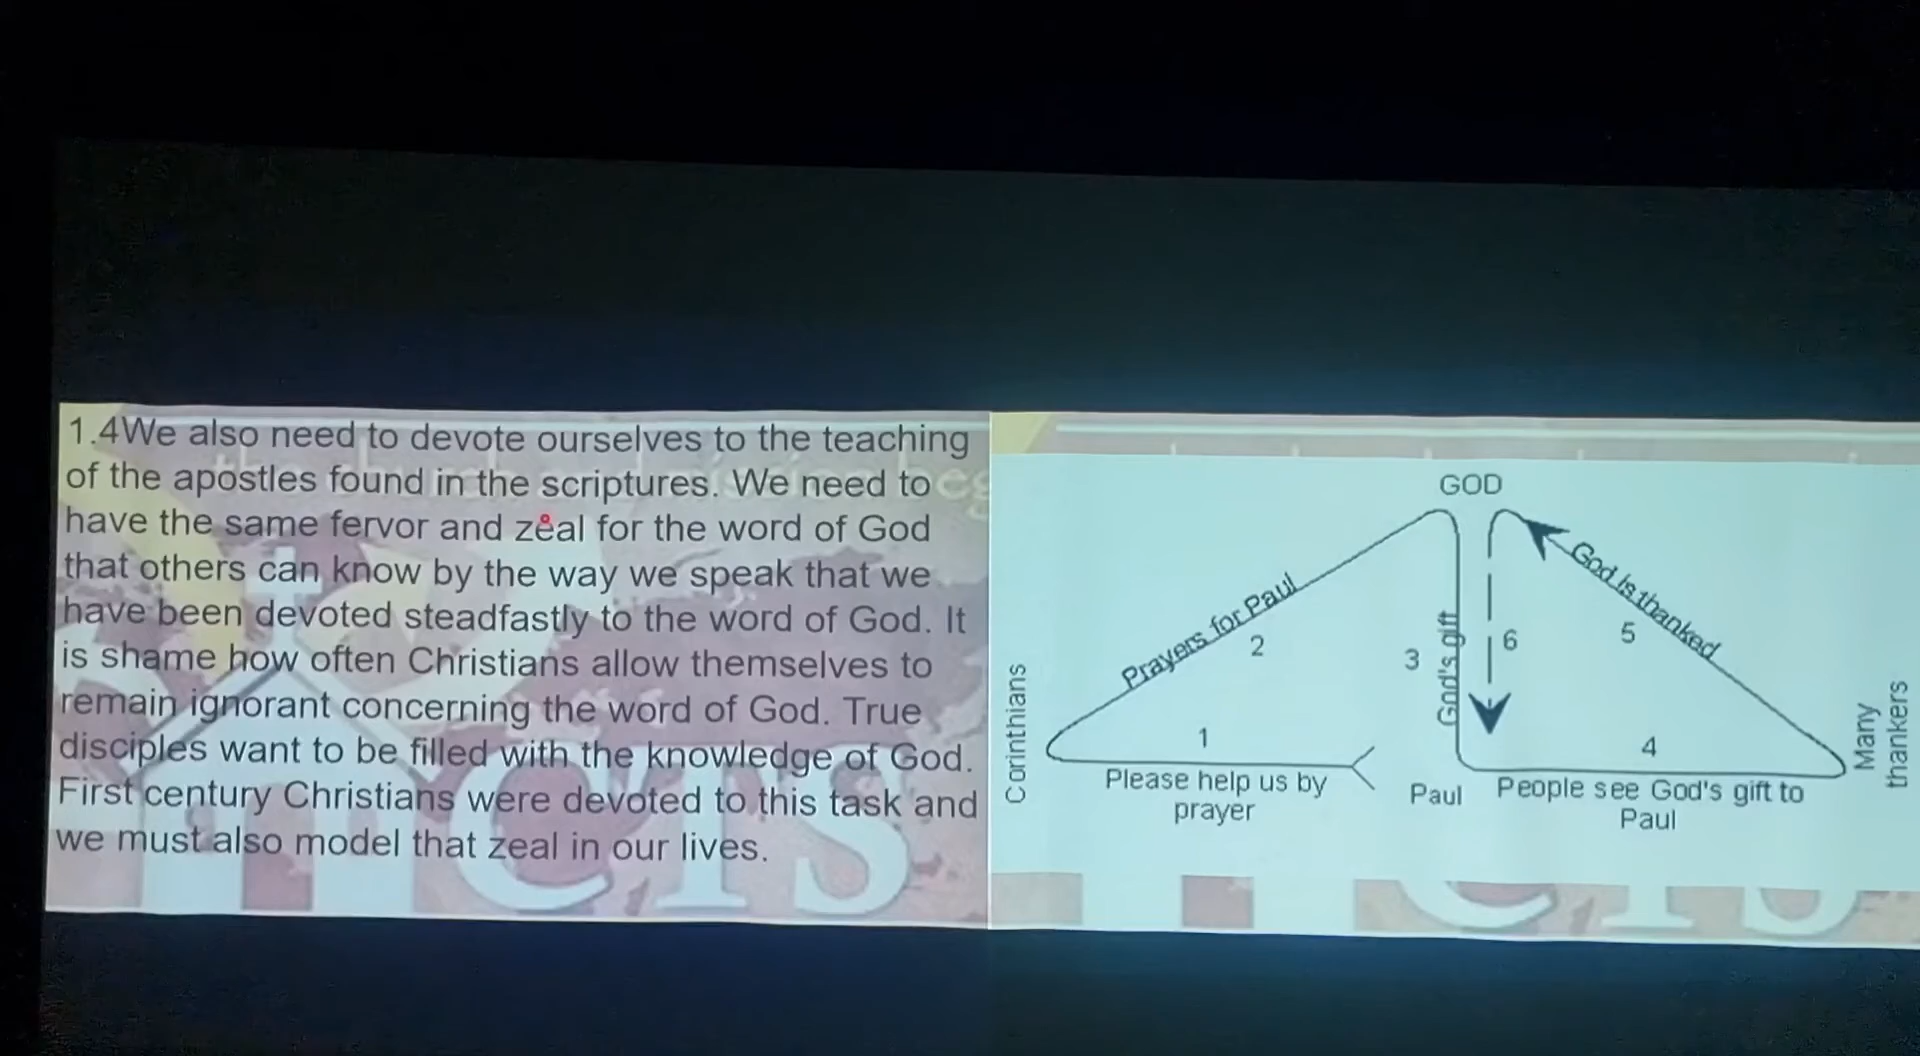 1.4We also need to devote ourselves to the teaching
of the apostles found in the scriptures. We need to
have the same fervor and zeal for the word of God
that others can know by the way we speak that we
have been devoted steadfastly to the word of God. It
is shame how often Christians allow themselves to
remain ignorant concerning the word of God. True
disciples want to be filled with the knowledge of God.
First century Christians were devoted to this task and
we must also model that zeal in our lives.
GOD
Prayers for Paul
2
3
God's gift
6
God is thanked
5
Corinthians
1
Please help us by
prayer
Paul
4
People see God's gift to
Paul
Many
thankers